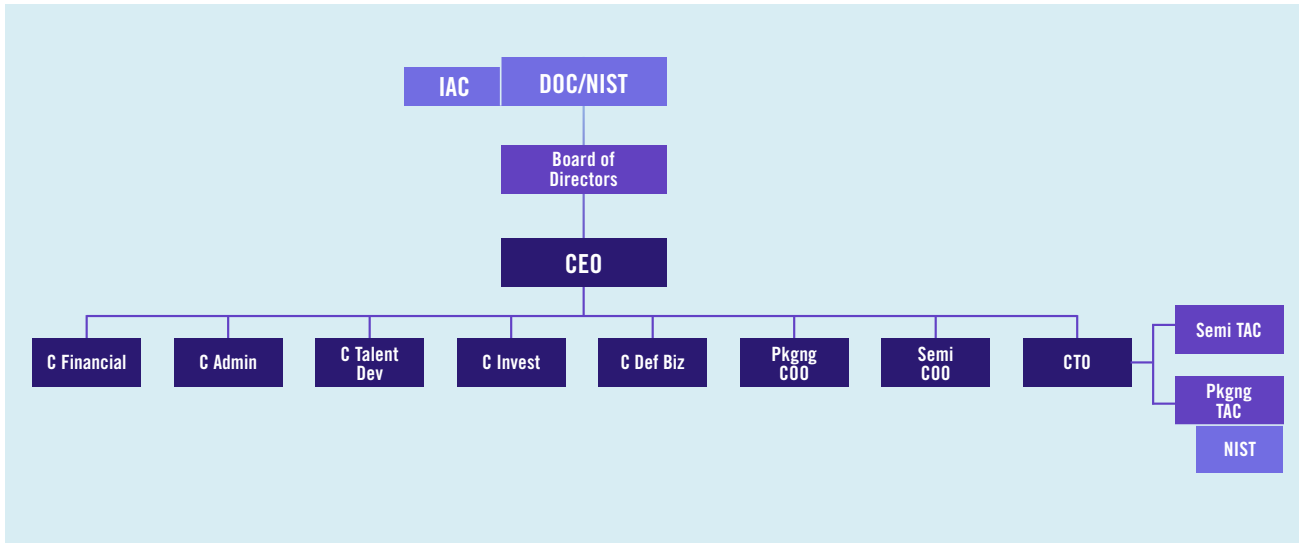 IAC
DOC/NIST
Board of
Directors
CEO
C Financial
C Admin
C Talent
Dev
C Invest
C Def Biz
Pkgng
COO
Semi
COO
CTO
Semi TAC
Pkgng
TAC
NIST